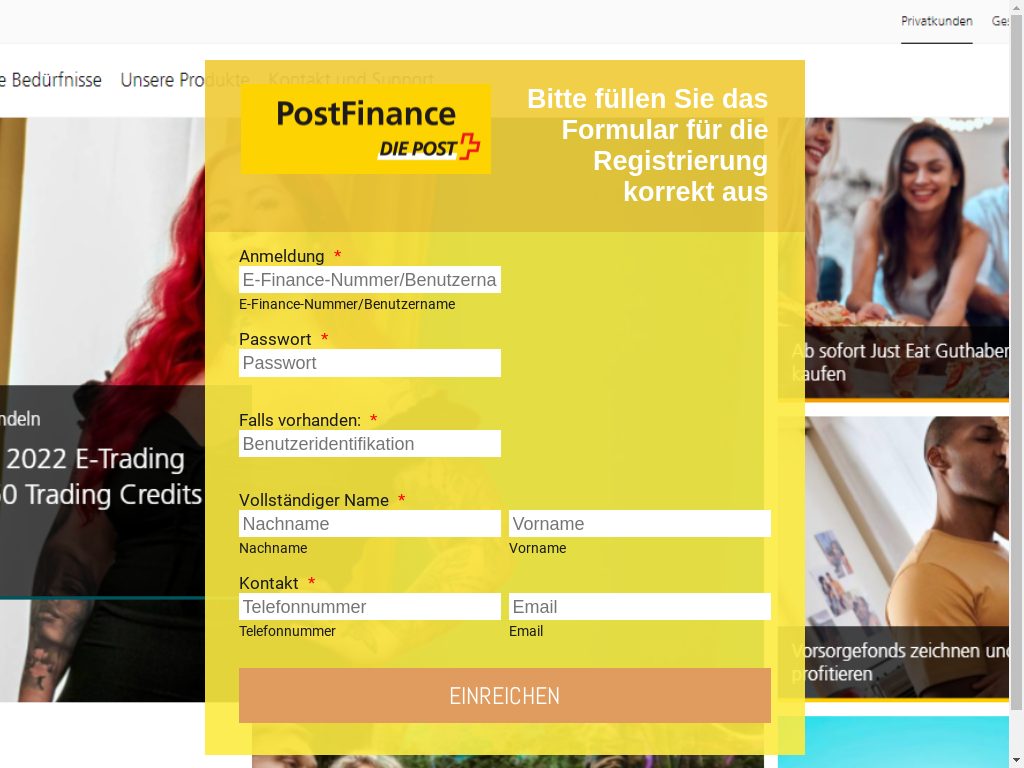 Privatkunden
Ges
e Bedürfnisse
Unsere Produkte
Kontakt und Support
PostFinance
DIE POST
Bitte füllen Sie das
Formular für die
Registrierung
korrekt aus
Anmeldung *
E-Finance-Nummer/Benutzerna
E-Finance-Nummer/Benutzername
Passwort *
Passwort
Falls vorhanden: *
Benutzeridentifikation
Vollständiger Name *
Nachname Vorname
Nachname Vorname
Kontakt *
Telefonnummer Email
Telefonnummer Email
EINREICHEN
ndeln
2022 E-Trading
0 Trading Credits
Ab sofort Just Eat Guthaben
kaufen
Vorsorgefonds zeichnen und
profitieren